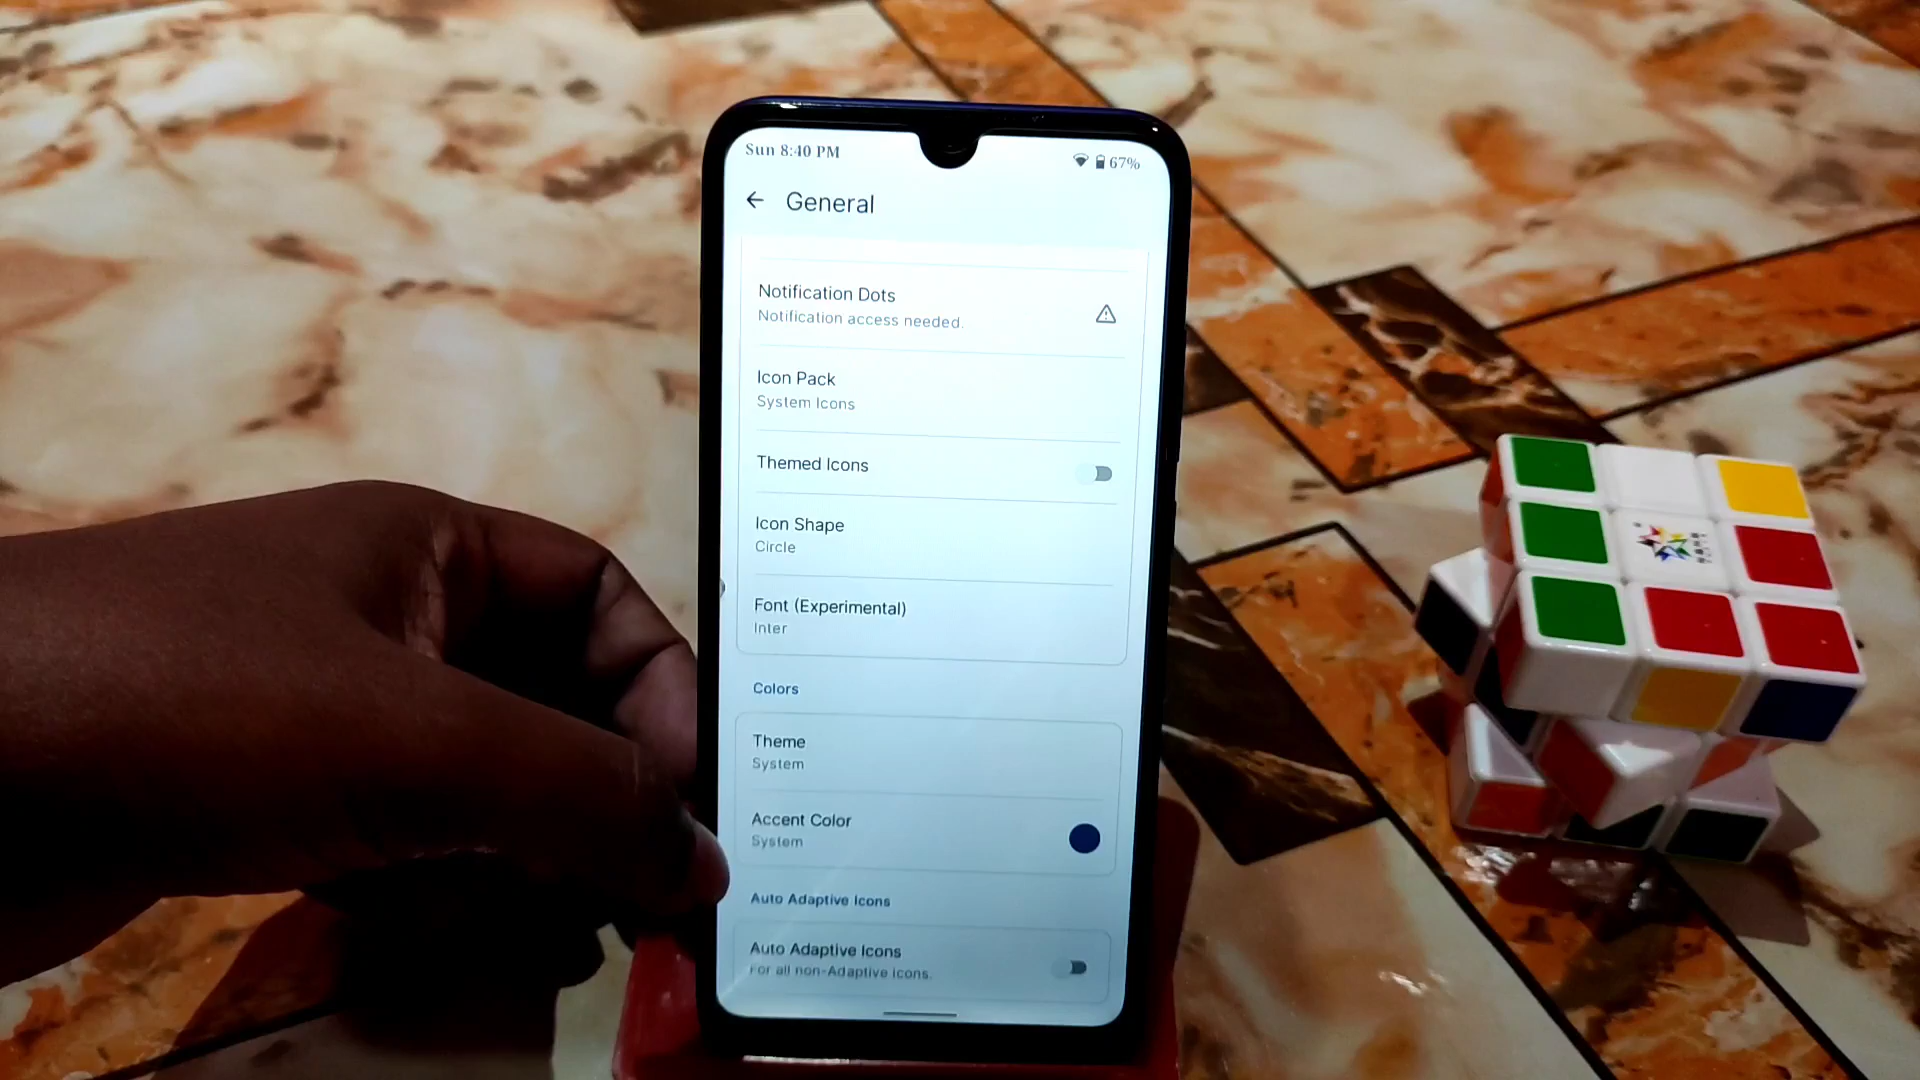 Sun 8:40 PM
67%
General
Notification Dots
Notification access needed.
Icon Pack
System Icons
Themed Icons
Icon Shape
Circle
Font (Experimental)
Inter
Colors
Theme
System
Accent Color
System
Auto Adaptive Icons
Auto Adaptive Icons
For all non-Adaptive icons.